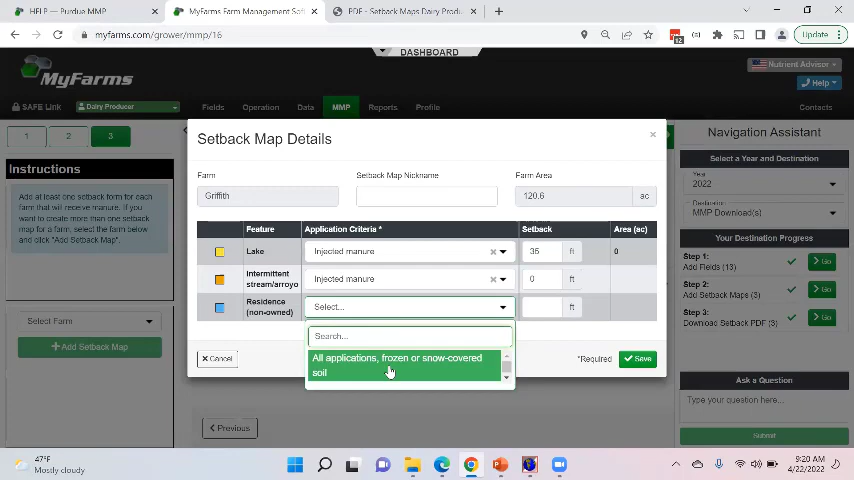 HELP — Purdue MMP
MyFarms Farm Management Soft
PDF - Setback Maps Dairy Produ
myfarms.com/grower/mmp/16
Update
DASHBOARD
MyFarms
Nutrient Advisor
Help
SAFE Link
Dairy Producer
Fields
Operation
Data
MMP
Reports
Profile
Contacts
1
2
3
Instructions
Add at least one setback form for each
farm that will receive manure. If you
want to create more than one setback
map for a farm, select the farm below
and click "Add Setback Map".
Select Farm
Add Setback Map
Setback Map Details
Farm
Setback Map Nickname
Farm Area
Griffith
120.6
ac
Feature
Application Criteria *
Setback
Area (ac)
Lake
Injected manure
35
ft
0
Intermittent
stream/arroyo
Injected manure
0
ft
Residence
(non-owned)
Select...
ft
Search...
All applications, frozen or snow-covered
soil
Cancel
*Required
Save
Previous
Navigation Assistant
Select a Year and Destination
Year
2022
Destination
MMP Download(s)
Your Destination Progress
Step 1:
Add Fields (13)
Go
Step 2:
Add Setback Maps (3)
Go
Step 3:
Download Setback PDF (3)
Go
Ask a Question
Type your question here...
Submit
47°F
Mostly cloudy
9:20 AM
4/22/2022